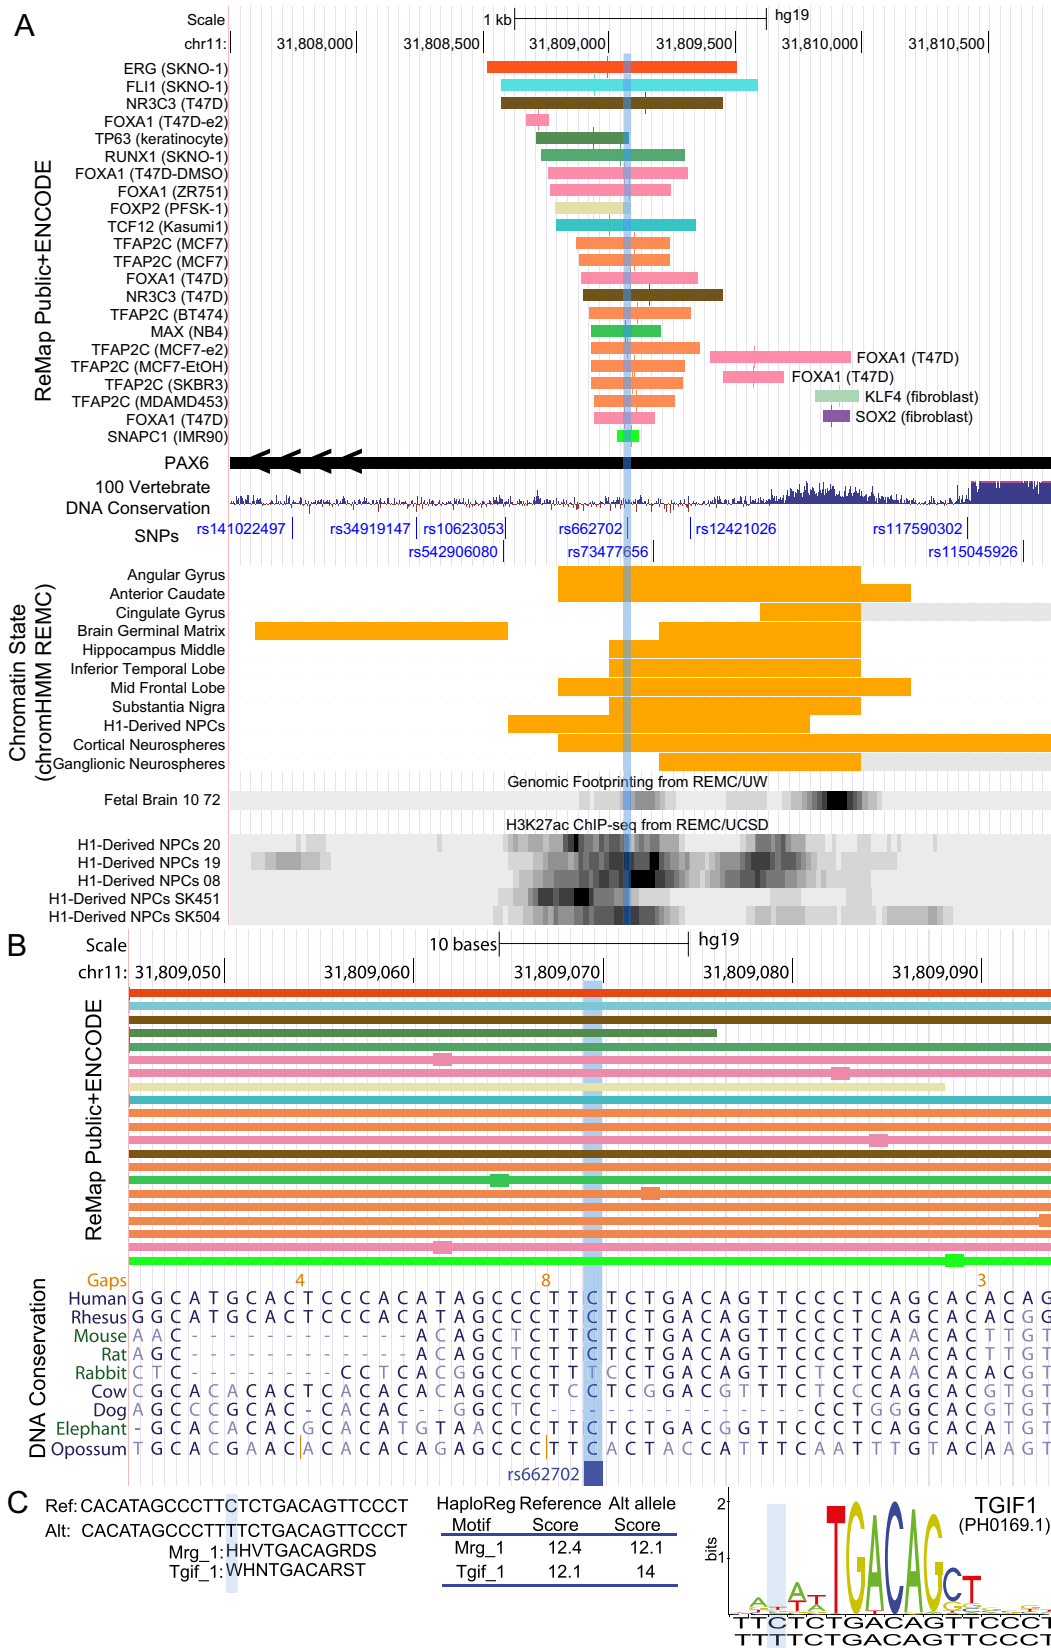 A
Scale 1 kb hg19
chr11: 31,808,000 31,808,500 31,809,000 31,809,500 31,810,000 31,810,500
ReMap Public+ENCODE
ERG (SKNO-1)
FLI1 (SKNO-1)
NR3C3 (T47D)
FOXA1 (T47D-e2)
TP63 (keratinocyte)
RUNX1 (SKNO-1)
FOXA1 (T47D-DMSO)
FOXA1 (ZR751)
FOXP2 (PFSK-1)
TCF12 (Kasumi1)
TFAP2C (MCF7)
TFAP2C (MCF7)
FOXA1 (T47D)
NR3C3 (T47D)
TFAP2C (BT474)
MAX (NB4)
TFAP2C (MCF7-e2) FOXA1 (T47D)
TFAP2C (MCF7-EtOH) FOXA1 (T47D)
TFAP2C (SKBR3)
TFAP2C (MDAMD453) KLF4 (fibroblast)
FOXA1 (T47D) SOX2 (fibroblast)
SNAPC1 (IMR90)
PAX6
100 Vertebrate
DNA Conservation
SNPs
rs141022497 rs34919147 rs10623053 rs662702 rs12421026 rs117590302
rs542906080 rs73477656 rs115045926
Chromatin State
(chromHMM REMC)
Angular Gyrus
Anterior Caudate
Cingulate Gyrus
Brain Germinal Matrix
Hippocampus Middle
Inferior Temporal Lobe
Mid Frontal Lobe
Substantia Nigra
H1-Derived NPCs
Cortical Neurospheres
Ganglionic Neurospheres
Genomic Footprinting from REMC/UW
Fetal Brain 10 72
H3K27ac ChIP-seq from REMC/UCSD
H1-Derived NPCs 20
H1-Derived NPCs 19
H1-Derived NPCs 08
H1-Derived NPCs SK451
H1-Derived NPCs SK504
B
Scale 10 bases hg19
chr11: 31,809,050 31,809,060 31,809,070 31,809,080 31,809,090
ReMap Public+ENCODE
DNA Conservation
Gaps 4 8 3
Human G G C A T G C A C T C C C A C A T A G C C C T T C T C T G A C A G T T C C C T C A G C A C A C A G
Rhesus G G C A T G C A C T C C C A C A T A G C C C T T C T C T G A C A G T T C C C T C A G C A C A C G G
Mouse A A C - - - - - - - - - - - - A C A G C T C T T C T C T G A C A G T T C C C T C A A C A C T T G T
Rat A G C - - - - - - - - - - - - A C A G C T C T T C T C T G A C A G T T C C C T C A A C A C T T G T
Rabbit C T C - - - - - - - - C C T C A C G G C C C T T T C C T G A C A G T T C T C T C A A C A C A C G T
Cow C G C A C A C A C T C A C A C A C A G C C C T C C T C G G A C G T T T C T C C C A G C A C G T G T
Dog A G C C C G C A C - C A C A C - - G G C T C - - - - - - - - - - - - - - C C T G G G C A C G T G T
Elephant - G C A C A C A C G C A C A T G T A A C C C T T C T C T G A C G G T T C C C T C A G C A C A T G T
Opossum T G C A C G A A C A C A C A C A G A G C C C T T C A C T A C C A T T T C A A T T T G T A C A A G T
rs662702
C
Ref: CACATAGCCCTTCTCTGACAGTTCCCT
Alt: CACATAGCCCTTTTCTGACAGTTCCCT
Mrg_1: HHVTGACAGRDS
Tgif_1: WHNTGACARST
HaploReg Reference Alt allele
Motif Score Score
Mrg_1 12.4 12.1
Tgif_1 12.1 14
TGIF1
(PH0169.1)
bits
2
1
TTCTCTGACAGTTCCCT
TTTTCTGACAGTTCCCT